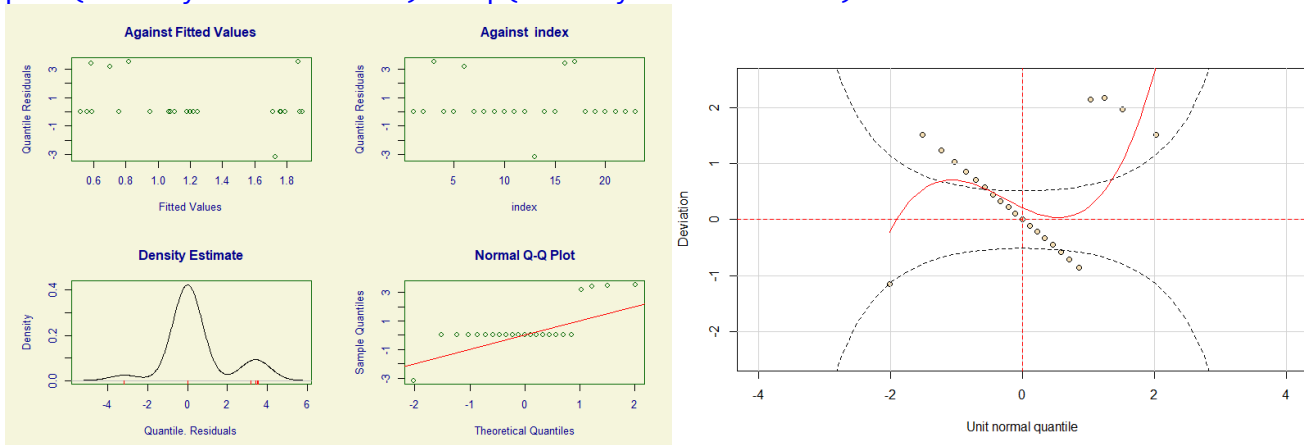 Against Fitted Values
Quantile Residuals
-3 -1 1 3
0.6 0.8 1.0 1.2 1.4 1.6 1.8
Fitted Values
Against index
Quantile Residuals
-3 -1 1 3
5 10 15 20
index
Density Estimate
Density
0.0 0.2 0.4
-4 -2 0 2 4 6
Quantile. Residuals
Normal Q-Q Plot
Sample Quantiles
-3 -1 1 3
-2 -1 0 1 2
Theoretical Quantiles
Deviation
-2 -1 0 1 2
-4 -2 0 2 4
Unit normal quantile